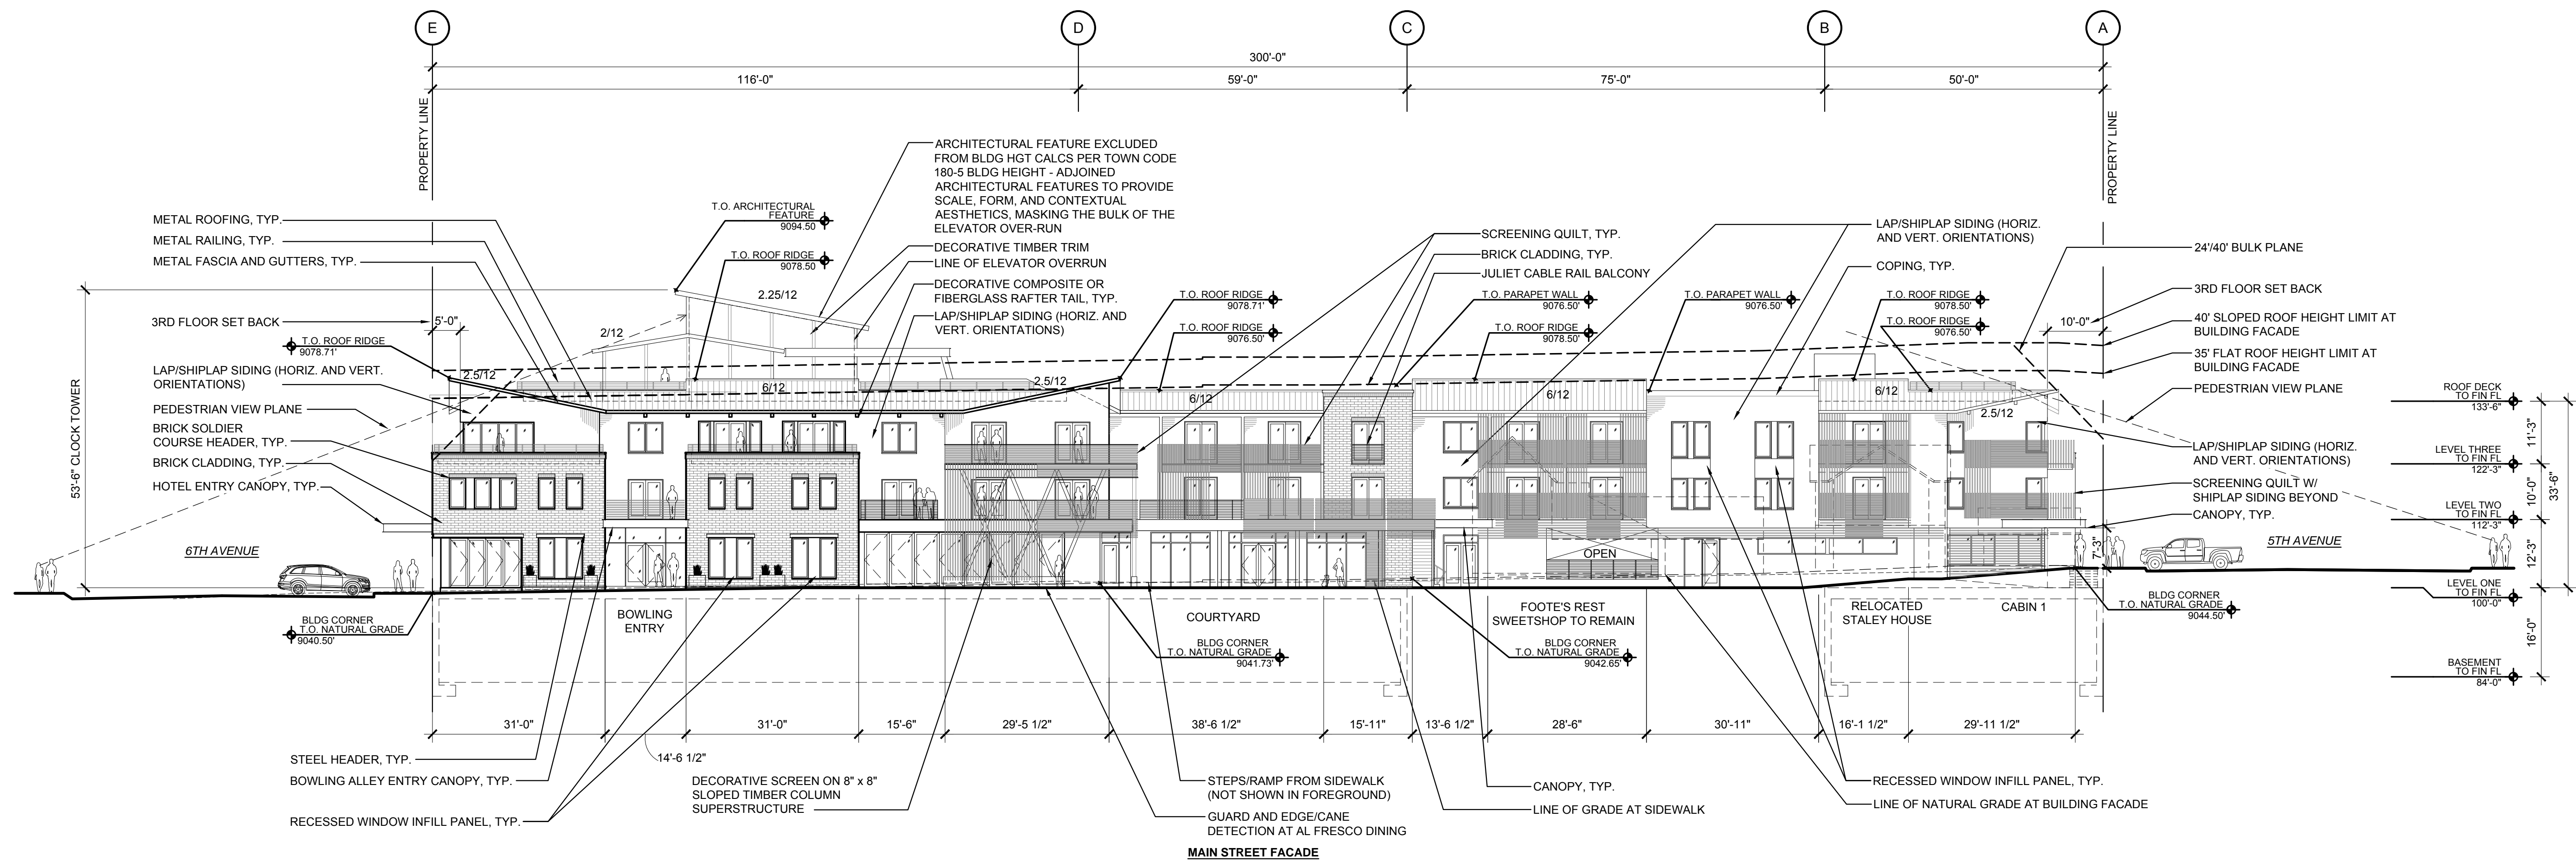 E
D
C
B
A
300'-0"
116'-0"
59'-0"
75'-0"
50'-0"
PROPERTY LINE
PROPERTY LINE
ARCHITECTURAL FEATURE EXCLUDED
FROM BLDG HGT CALCS PER TOWN CODE
180-5 BLDG HEIGHT - ADJOINED
ARCHITECTURAL FEATURES TO PROVIDE
SCALE, FORM, AND CONTEXTUAL
AESTHETICS, MASKING THE BULK OF THE
ELEVATOR OVER-RUN
DECORATIVE TIMBER TRIM
LINE OF ELEVATOR OVERRUN
DECORATIVE COMPOSITE OR
FIBERGLASS RAFTER TAIL, TYP.
LAP/SHIPLAP SIDING (HORIZ. AND
VERT. ORIENTATIONS)
T.O. ARCHITECTURAL
FEATURE
9094.50
T.O. ROOF RIDGE
9078.50
METAL ROOFING, TYP.
METAL RAILING, TYP.
METAL FASCIA AND GUTTERS, TYP.
3RD FLOOR SET BACK
5'-0"
T.O. ROOF RIDGE
9078.71'
LAP/SHIPLAP SIDING (HORIZ. AND VERT.
ORIENTATIONS)
PEDESTRIAN VIEW PLANE
BRICK SOLDIER
COURSE HEADER, TYP.
BRICK CLADDING, TYP.
HOTEL ENTRY CANOPY, TYP.
53'-6" CLOCK TOWER
6TH AVENUE
2.5/12
2/12
2.25/12
6/12
2.5/12
6/12
6/12
6/12
2.5/12
SCREENING QUILT, TYP.
BRICK CLADDING, TYP.
JULIET CABLE RAIL BALCONY
T.O. ROOF RIDGE
9078.71'
T.O. ROOF RIDGE
9076.50'
T.O. PARAPET WALL
9076.50'
T.O. ROOF RIDGE
9078.50'
T.O. PARAPET WALL
9076.50'
T.O. ROOF RIDGE
9078.50'
T.O. ROOF RIDGE
9076.50'
LAP/SHIPLAP SIDING (HORIZ.
AND VERT. ORIENTATIONS)
COPING, TYP.
10'-0"
24'/40' BULK PLANE
3RD FLOOR SET BACK
40' SLOPED ROOF HEIGHT LIMIT AT
BUILDING FACADE
35' FLAT ROOF HEIGHT LIMIT AT
BUILDING FACADE
PEDESTRIAN VIEW PLANE
LAP/SHIPLAP SIDING (HORIZ.
AND VERT. ORIENTATIONS)
SCREENING QUILT W/
SHIPLAP SIDING BEYOND
CANOPY, TYP.
5TH AVENUE
7'-3"
ROOF DECK
TO FIN FL
133'-6"
LEVEL THREE
TO FIN FL
122'-3"
LEVEL TWO
TO FIN FL
112'-3"
LEVEL ONE
TO FIN FL
100'-0"
BASEMENT
TO FIN FL
84'-0"
11'-3"
10'-0"
12'-3"
16'-0"
33'-6"
OPEN
BLDG CORNER
T.O. NATURAL GRADE
9040.50'
BOWLING
ENTRY
COURTYARD
BLDG CORNER
T.O. NATURAL GRADE
9041.73'
FOOTE'S REST
SWEETSHOP TO REMAIN
BLDG CORNER
T.O. NATURAL GRADE
9042.65'
RELOCATED
STALEY HOUSE
CABIN 1
BLDG CORNER
T.O. NATURAL GRADE
9044.50'
31'-0"
14'-6 1/2"
31'-0"
15'-6"
29'-5 1/2"
38'-6 1/2"
15'-11"
13'-6 1/2"
28'-6"
30'-11"
16'-1 1/2"
29'-11 1/2"
STEEL HEADER, TYP.
BOWLING ALLEY ENTRY CANOPY, TYP.
RECESSED WINDOW INFILL PANEL, TYP.
DECORATIVE SCREEN ON 8" x 8"
SLOPED TIMBER COLUMN
SUPERSTRUCTURE
STEPS/RAMP FROM SIDEWALK
(NOT SHOWN IN FOREGROUND)
GUARD AND EDGE/CANE
DETECTION AT AL FRESCO DINING
CANOPY, TYP.
LINE OF GRADE AT SIDEWALK
RECESSED WINDOW INFILL PANEL, TYP.
LINE OF NATURAL GRADE AT BUILDING FACADE
MAIN STREET FACADE